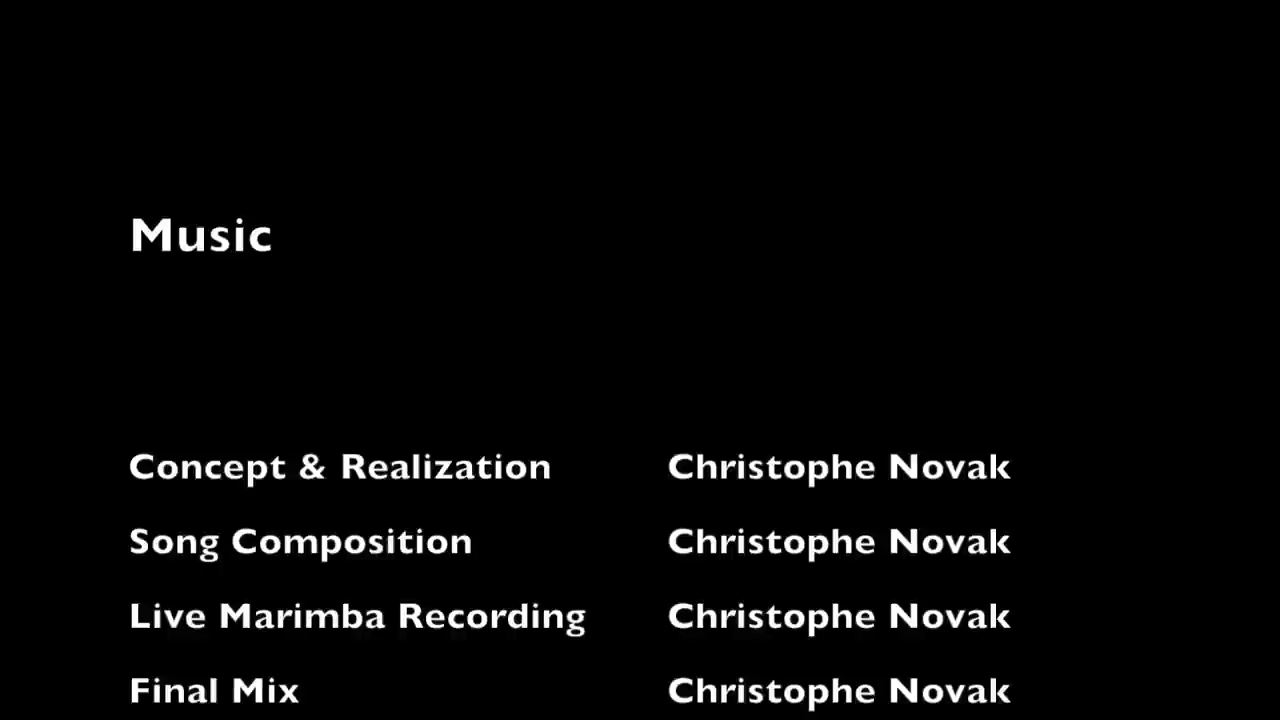 Music
Concept & Realization Christophe Novak
Song Composition Christophe Novak
Live Marimba Recording Christophe Novak
Final Mix Christophe Novak